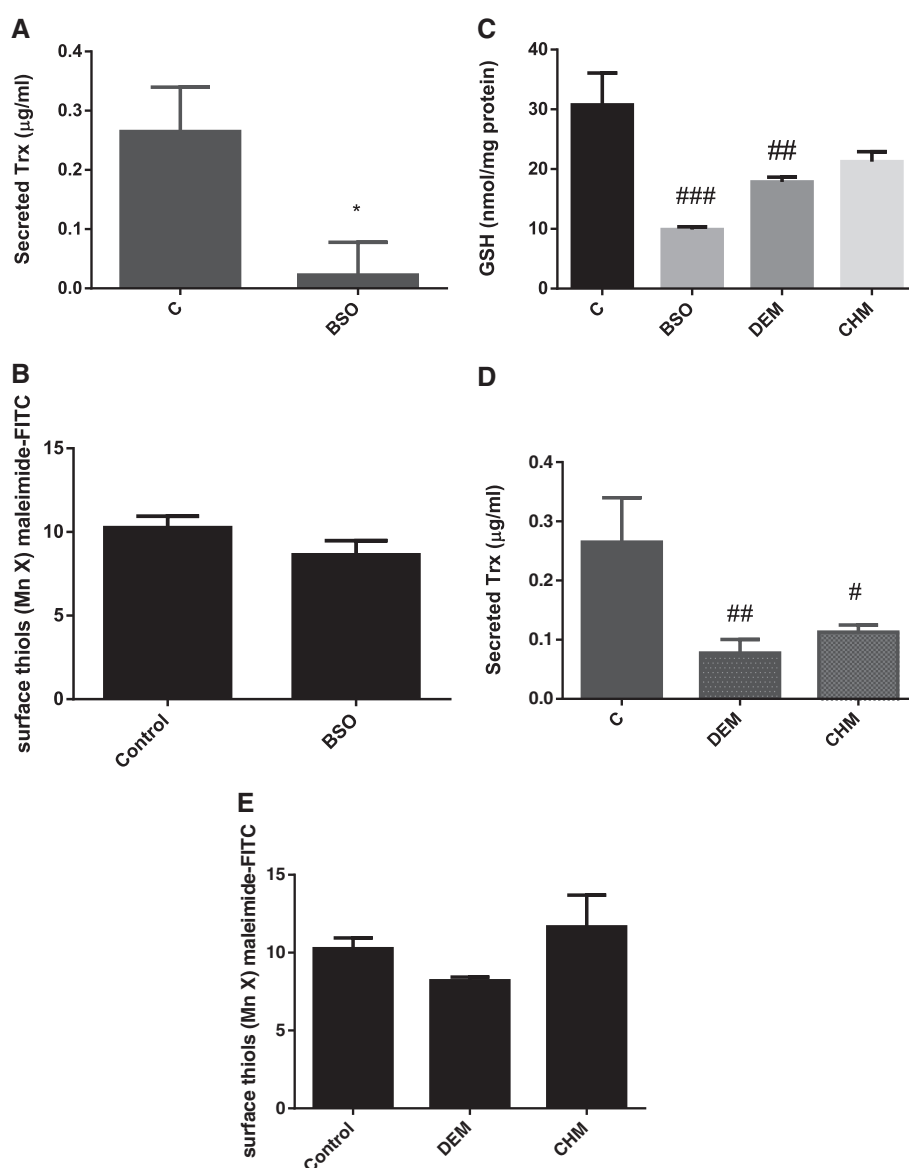 A
Secreted Trx (μg/ml)
0.4
0.3
0.2
0.1
0.0
*
C
BSO
C
GSH (nmol/mg protein)
40
30
20
10
0
###
##
C
BSO
DEM
CHM
B
surface thiols (Mn X) maleimide-FITC
15
10
5
0
Control
BSO
D
Secreted Trx (μg/ml)
0.4
0.3
0.2
0.1
0.0
##
#
C
DEM
CHM
E
surface thiols (Mn X) maleimide-FITC
15
10
5
0
Control
DEM
CHM